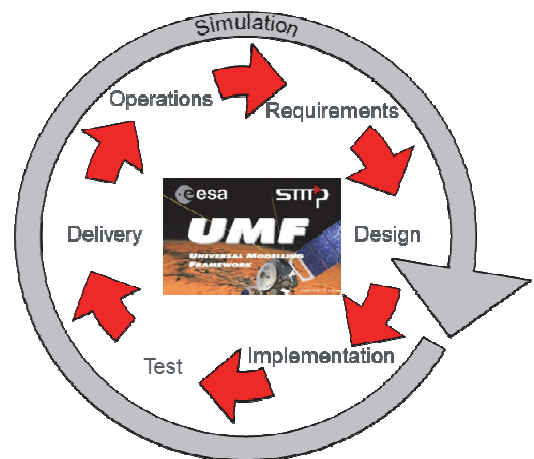 Simulation
Operations
Requirements
Delivery
Design
Test
Implementation
esa
smp
UMF
UNIVERSAL MODELLING
FRAMEWORK